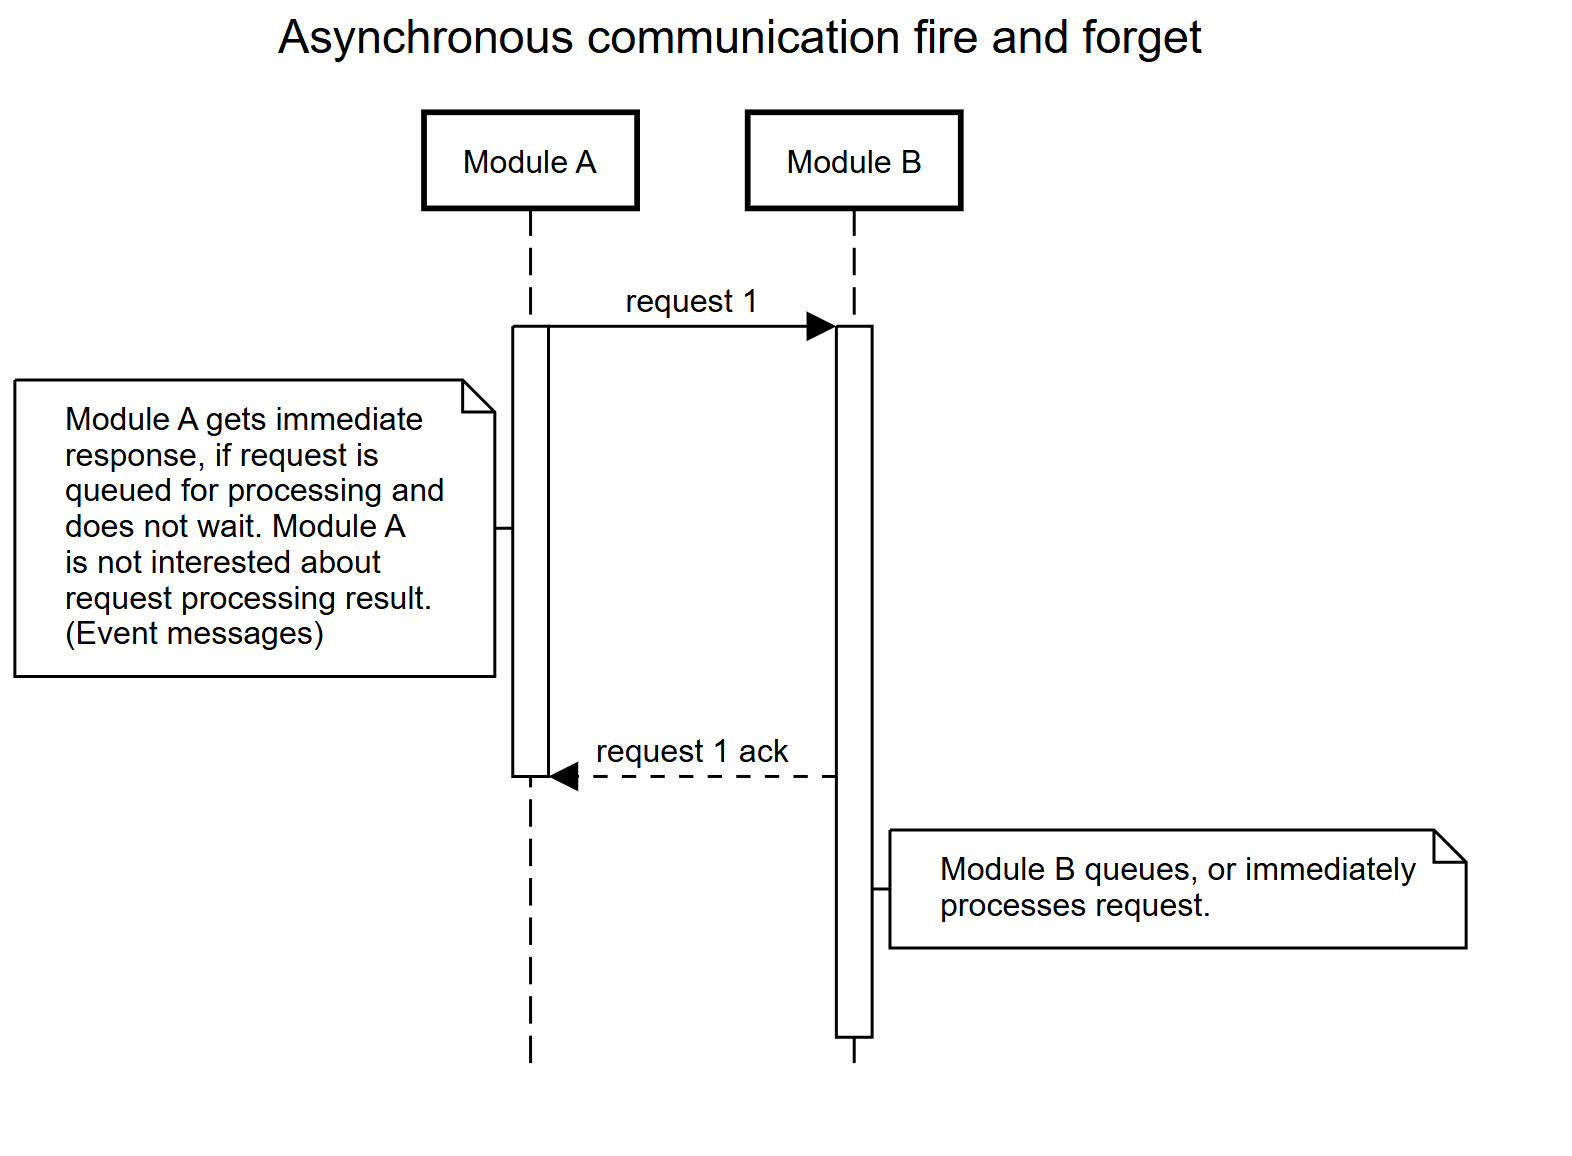 Asynchronous communication fire and forget
Module A
Module B
request 1
Module A gets immediate
response, if request is
queued for processing and
does not wait. Module A
is not interested about
request processing result.
(Event messages)
request 1 ack
Module B queues, or immediately
processes request.